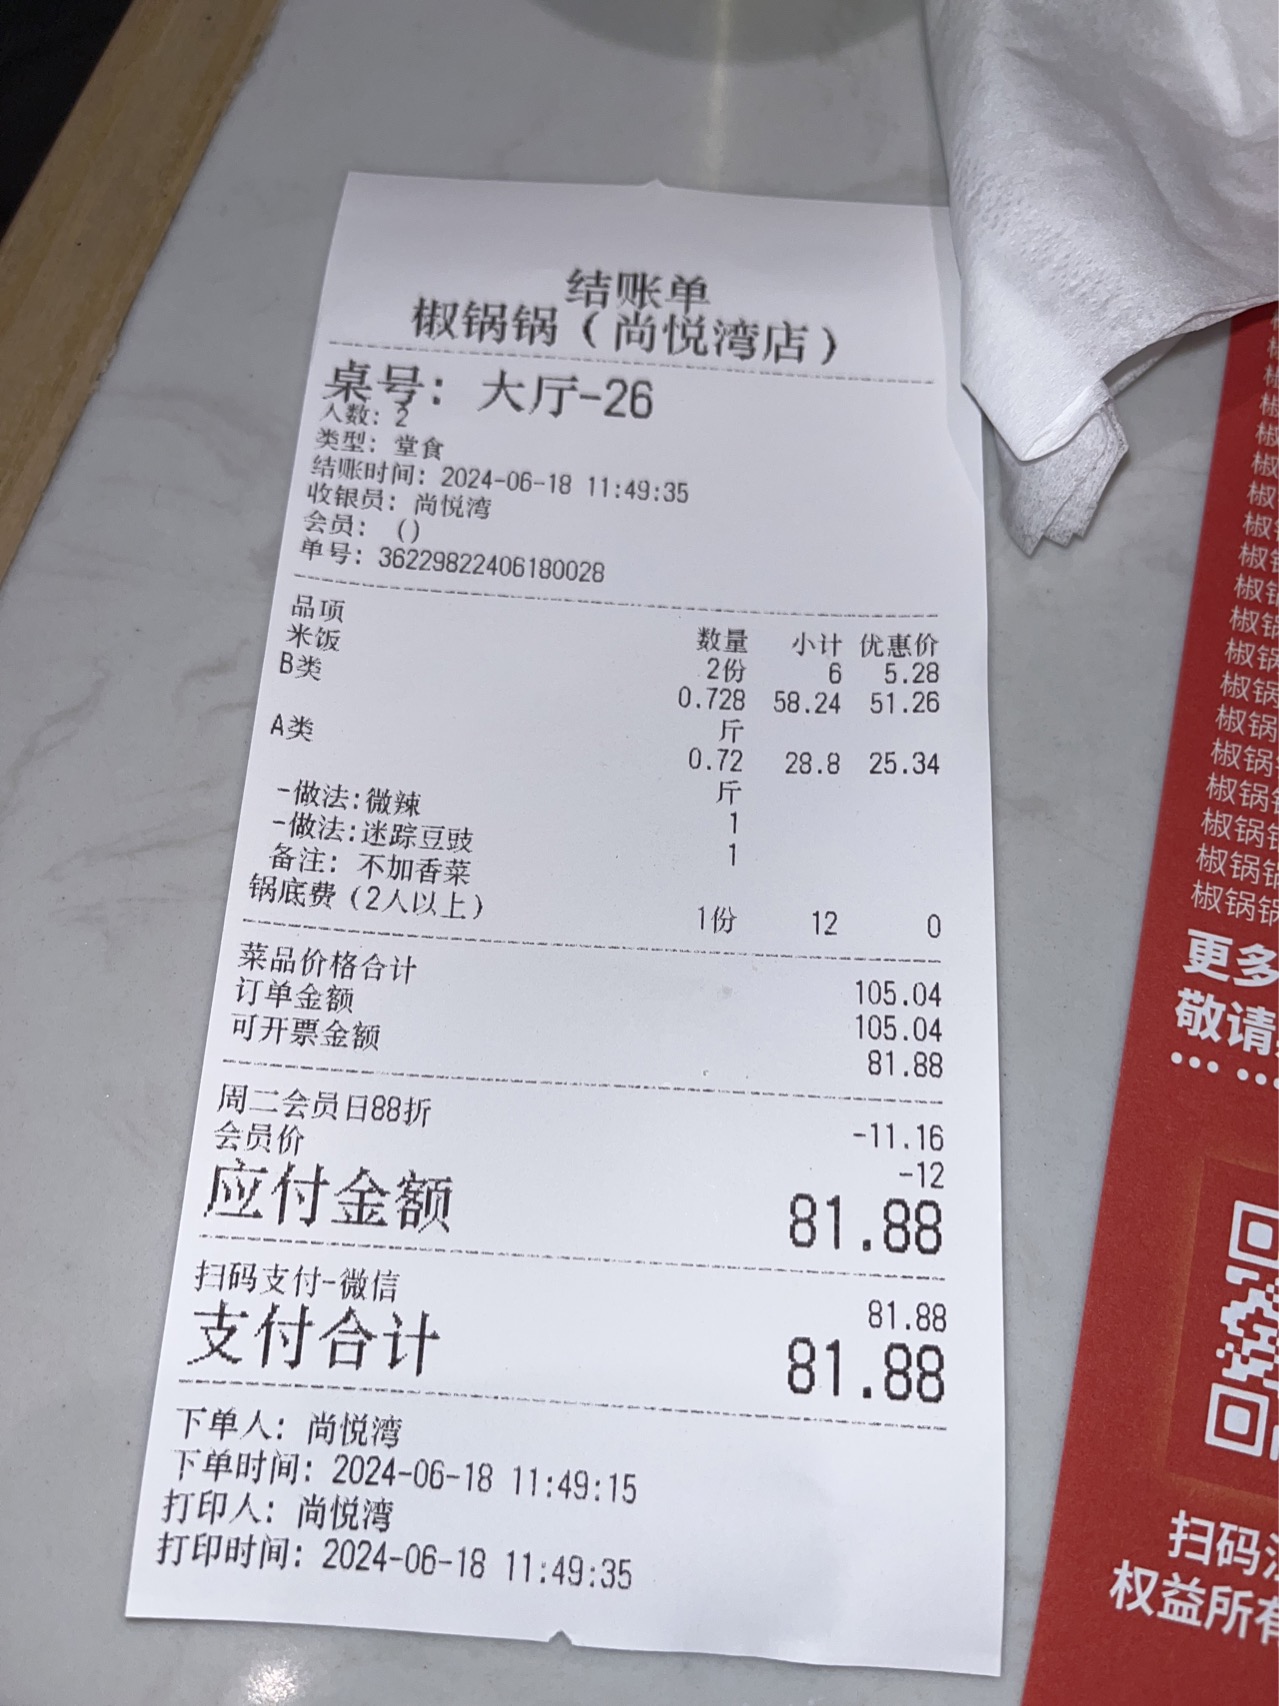 结账单
椒锅锅（尚悦湾店）
桌号：大厅-26
人数：2
类型：堂食
结账时间：2024-06-18 11:49:35
收银员：尚悦湾
会员：（）
单号：36229822406180028
品项 数量 小计 优惠价
米饭 2份 6 5.28
B类 0.728 58.24 51.26
斤
A类 0.72 28.8 25.34
斤
-做法:微辣 1
-做法:迷踪豆豉 1
备注：不加香菜
锅底费（2人以上） 1份 12 0
菜品价格合计 105.04
订单金额 105.04
可开票金额 81.88
周二会员日88折 -11.16
会员价 -12
应付金额 81.88
扫码支付-微信 81.88
支付合计 81.88
下单人：尚悦湾
下单时间：2024-06-18 11:49:15
打印人：尚悦湾
打印时间：2024-06-18 11:49:35
椒
椒
椒
椒
椒锅
椒锅
椒锅
椒锅
椒锅
椒锅锅
椒锅锅
椒锅锅
椒锅锅
椒锅锅
更多
敬请
扫码
权益所有